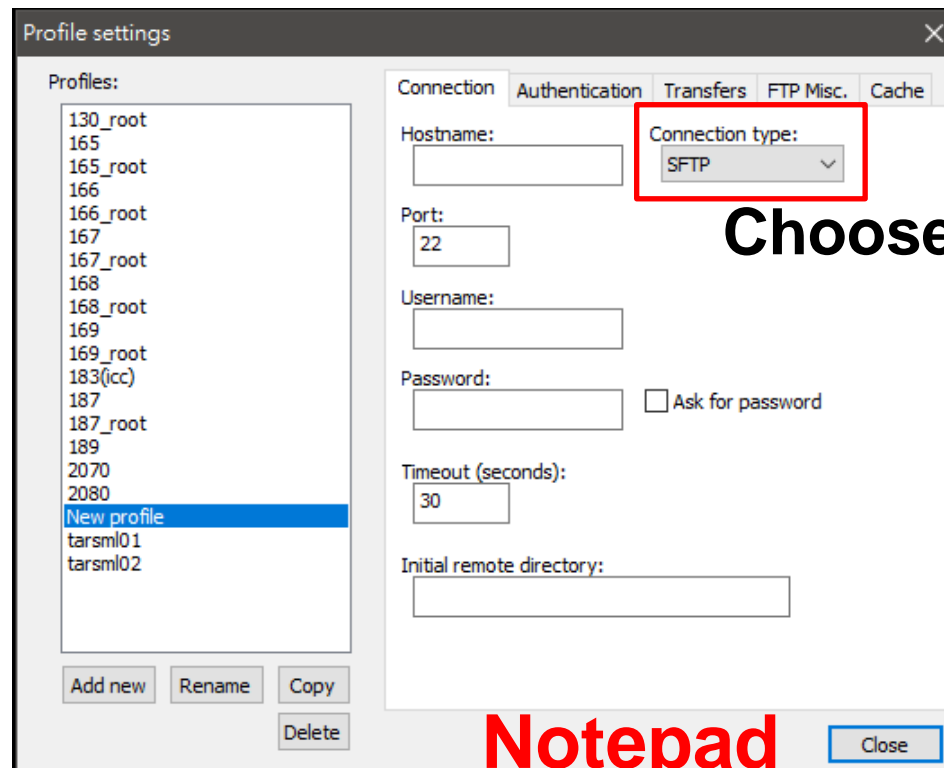 Profile settings
Profiles:
130_root
165
165_root
166
166_root
167
167_root
168
168_root
169
169_root
183(icc)
187
187_root
189
2070
2080
New profile
tarsml01
tarsml02
Add new Rename Copy
Delete
Connection Authentication Transfers FTP Misc. Cache
Hostname: Connection type:
SFTP
Choose
Port:
22
Username:
Password:
Ask for password
Timeout (seconds):
30
Initial remote directory:
Notepad
Close